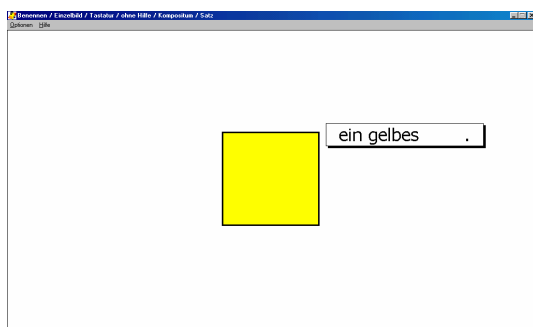 Benennen / Einzelbild / Tastatur / ohne Hilfe / Kompositum / Satz
Optionen Hilfe
ein gelbes .